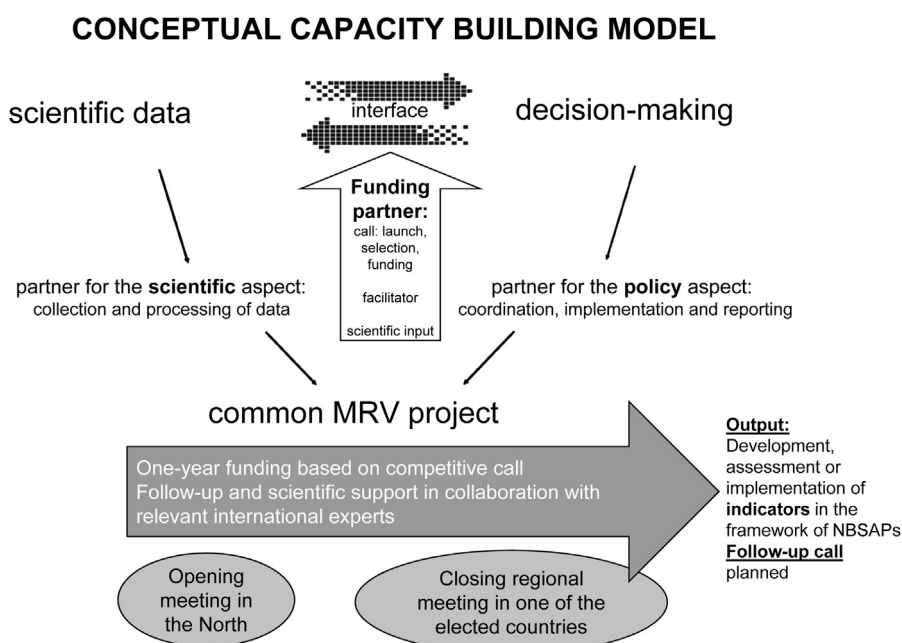 CONCEPTUAL CAPACITY BUILDING MODEL
scientific data
interface
decision-making
Funding
partner:
call: launch,
selection,
funding
facilitator
scientific input
partner for the scientific aspect:
collection and processing of data
partner for the policy aspect:
coordination, implementation and reporting
common MRV project
One-year funding based on competitive call
Follow-up and scientific support in collaboration with
relevant international experts
Output:
Development,
assessment or
implementation of
indicators in the
framework of NBSAPs
Follow-up call
planned
Opening
meeting in
the North
Closing regional
meeting in one of the
elected countries